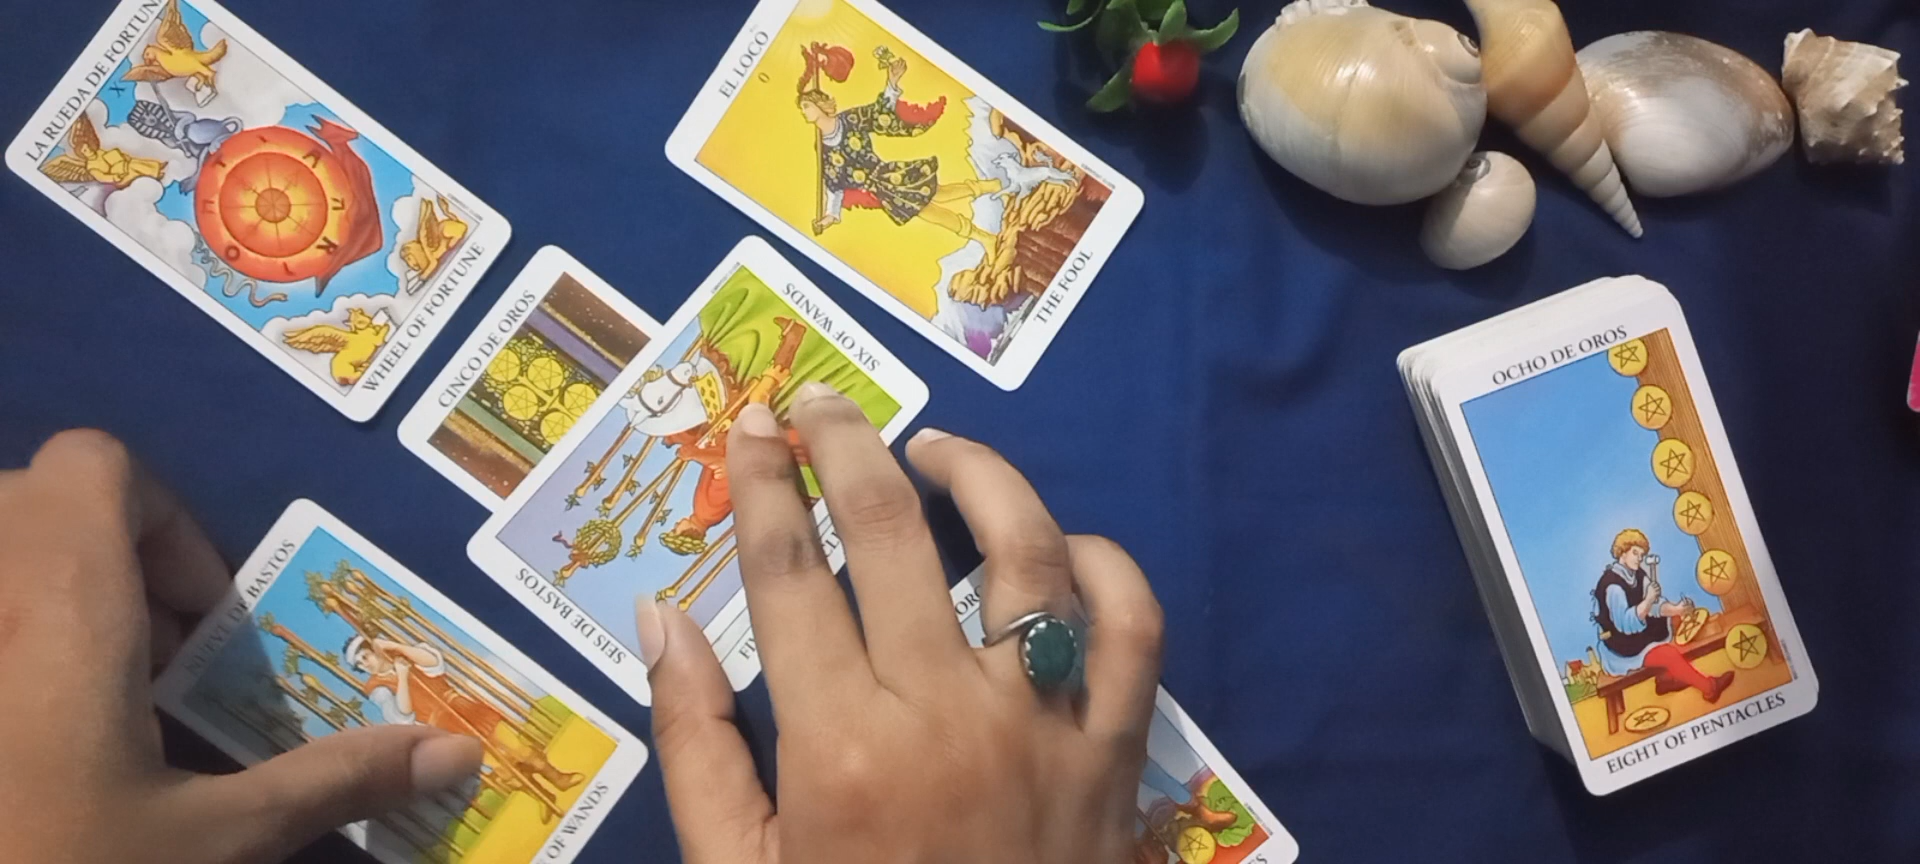 LA RUEDA DE FORTUNA
X
WHEEL OF FORTUNE
EL LOCO
0
THE FOOL
CINCO DE OROS
SIX OF WANDS
SEIS DE BASTOS
NUEVE DE BASTOS
OF WANDS
OCHO DE OROS
EIGHT OF PENTACLES